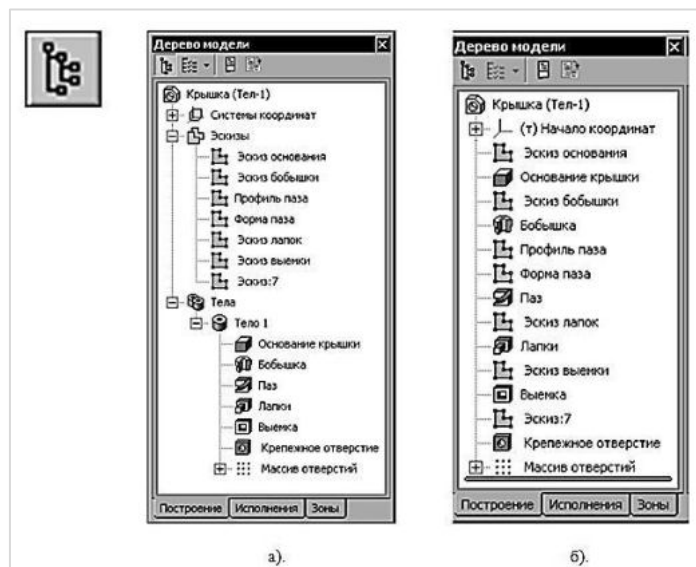 Дерево модели
Крышка (Тел-1)
Системы координат
Эскизы
Эскиз основания
Эскиз бобышки
Профиль паза
Форма паза
Эскиз лапок
Эскиз выемки
Эскиз:7
Тела
Тело 1
Основание крышки
Бобышка
Паз
Лапки
Выемка
Крепежное отверстие
Массив отверстий
Построение Исполнения Зоны
а).
Дерево модели
Крышка (Тел-1)
(т) Начало координат
Эскиз основания
Основание крышки
Эскиз бобышки
Бобышка
Профиль паза
Форма паза
Паз
Эскиз лапок
Лапки
Эскиз выемки
Выемка
Эскиз:7
Крепежное отверстие
Массив отверстий
Построение Исполнения Зоны
б).